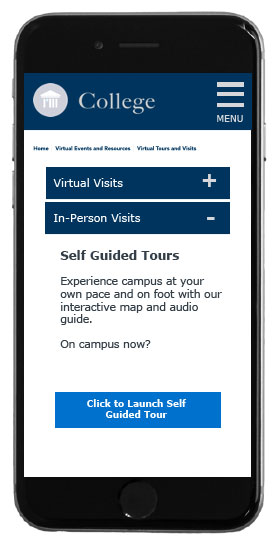 College
MENU
Home Virtual Events and Resources Virtual Tours and Visits
Virtual Visits +
In-Person Visits -
Self Guided Tours
Experience campus at your
own pace and on foot with our
interactive map and audio
guide.
On campus now?
Click to Launch Self
Guided Tour